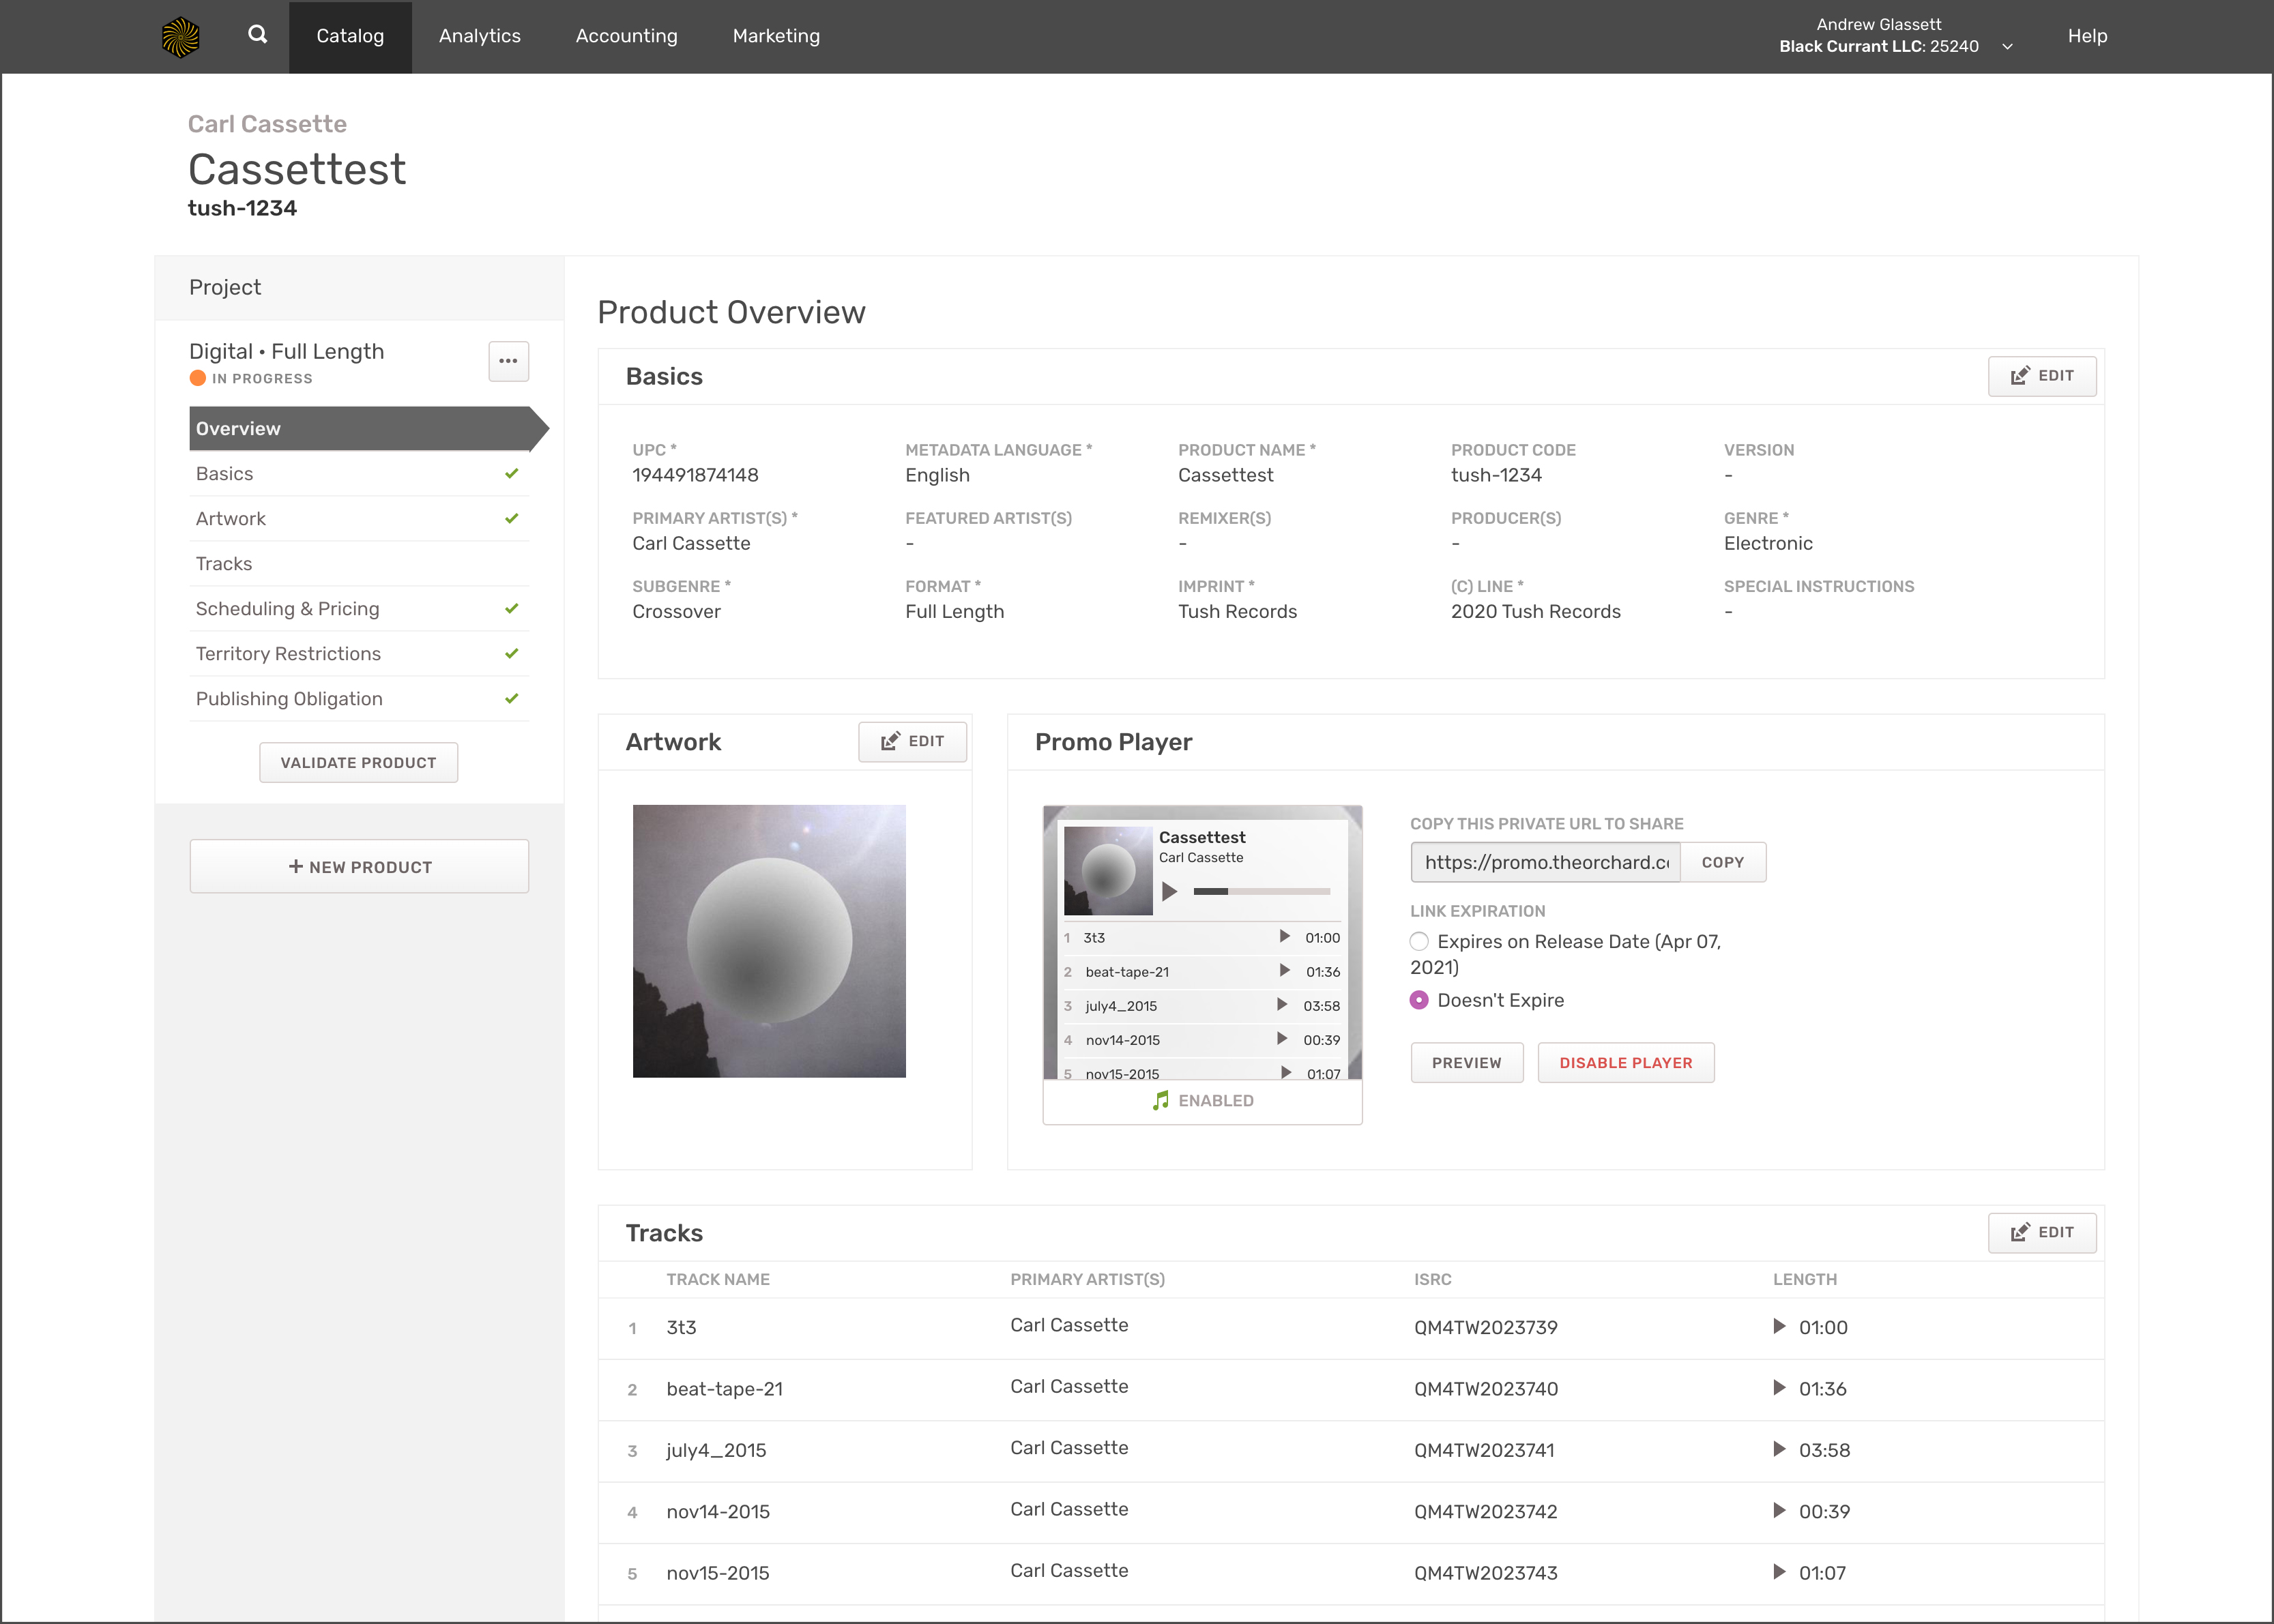 Catalog
Analytics
Accounting
Marketing
Andrew Glassett
Black Currant LLC: 25240
Help
Carl Cassette
Cassettest
tush-1234
Project
Digital • Full Length
IN PROGRESS
Overview
Basics
Artwork
Tracks
Scheduling & Pricing
Territory Restrictions
Publishing Obligation
VALIDATE PRODUCT
+ NEW PRODUCT
Product Overview
Basics
EDIT
UPC * METADATA LANGUAGE * PRODUCT NAME * PRODUCT CODE VERSION
194491874148 English Cassettest tush-1234 -
PRIMARY ARTIST(S) * FEATURED ARTIST(S) REMIXER(S) PRODUCER(S) GENRE *
Carl Cassette - - - Electronic
SUBGENRE * FORMAT * IMPRINT * (C) LINE * SPECIAL INSTRUCTIONS
Crossover Full Length Tush Records 2020 Tush Records -
Artwork
EDIT
Promo Player
Cassettest
Carl Cassette
1 3t3 01:00
2 beat-tape-21 01:36
3 july4_2015 03:58
4 nov14-2015 00:39
5 nov15-2015 01:07
ENABLED
COPY THIS PRIVATE URL TO SHARE
https://promo.theorchard.c
COPY
LINK EXPIRATION
Expires on Release Date (Apr 07,
2021)
Doesn't Expire
PREVIEW
DISABLE PLAYER
Tracks
EDIT
TRACK NAME PRIMARY ARTIST(S) ISRC LENGTH
1 3t3 Carl Cassette QM4TW2023739 01:00
2 beat-tape-21 Carl Cassette QM4TW2023740 01:36
3 july4_2015 Carl Cassette QM4TW2023741 03:58
4 nov14-2015 Carl Cassette QM4TW2023742 00:39
5 nov15-2015 Carl Cassette QM4TW2023743 01:07